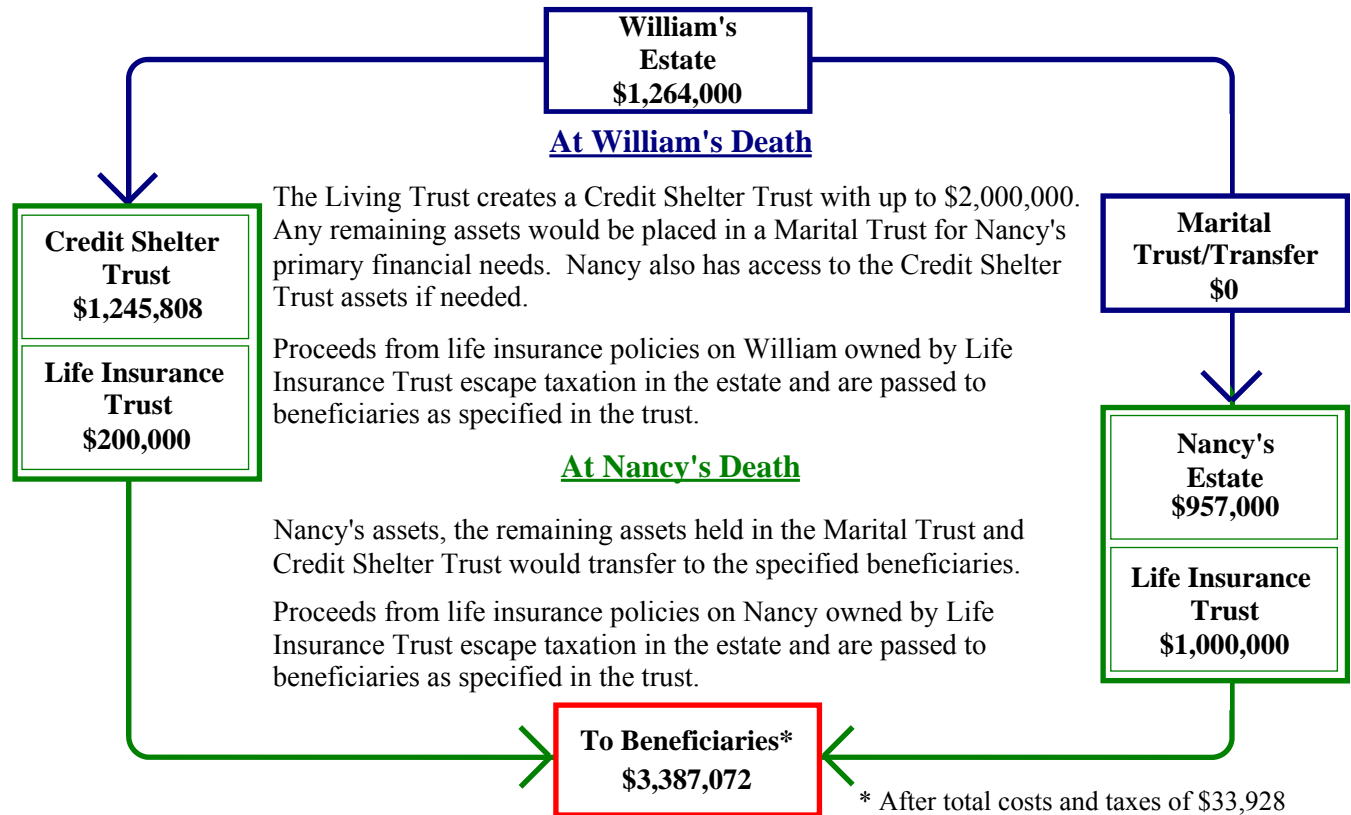 William's
Estate
$1,264,000
At William's Death
The Living Trust creates a Credit Shelter Trust with up to $2,000,000.
Any remaining assets would be placed in a Marital Trust for Nancy's
primary financial needs.  Nancy also has access to the Credit Shelter
Trust assets if needed.
Proceeds from life insurance policies on William owned by Life
Insurance Trust escape taxation in the estate and are passed to
beneficiaries as specified in the trust.
Credit Shelter
Trust
$1,245,808
Life Insurance
Trust
$200,000
Marital
Trust/Transfer
$0
At Nancy's Death
Nancy's assets, the remaining assets held in the Marital Trust and
Credit Shelter Trust would transfer to the specified beneficiaries.
Proceeds from life insurance policies on Nancy owned by Life
Insurance Trust escape taxation in the estate and are passed to
beneficiaries as specified in the trust.
Nancy's
Estate
$957,000
Life Insurance
Trust
$1,000,000
To Beneficiaries*
$3,387,072
* After total costs and taxes of $33,928